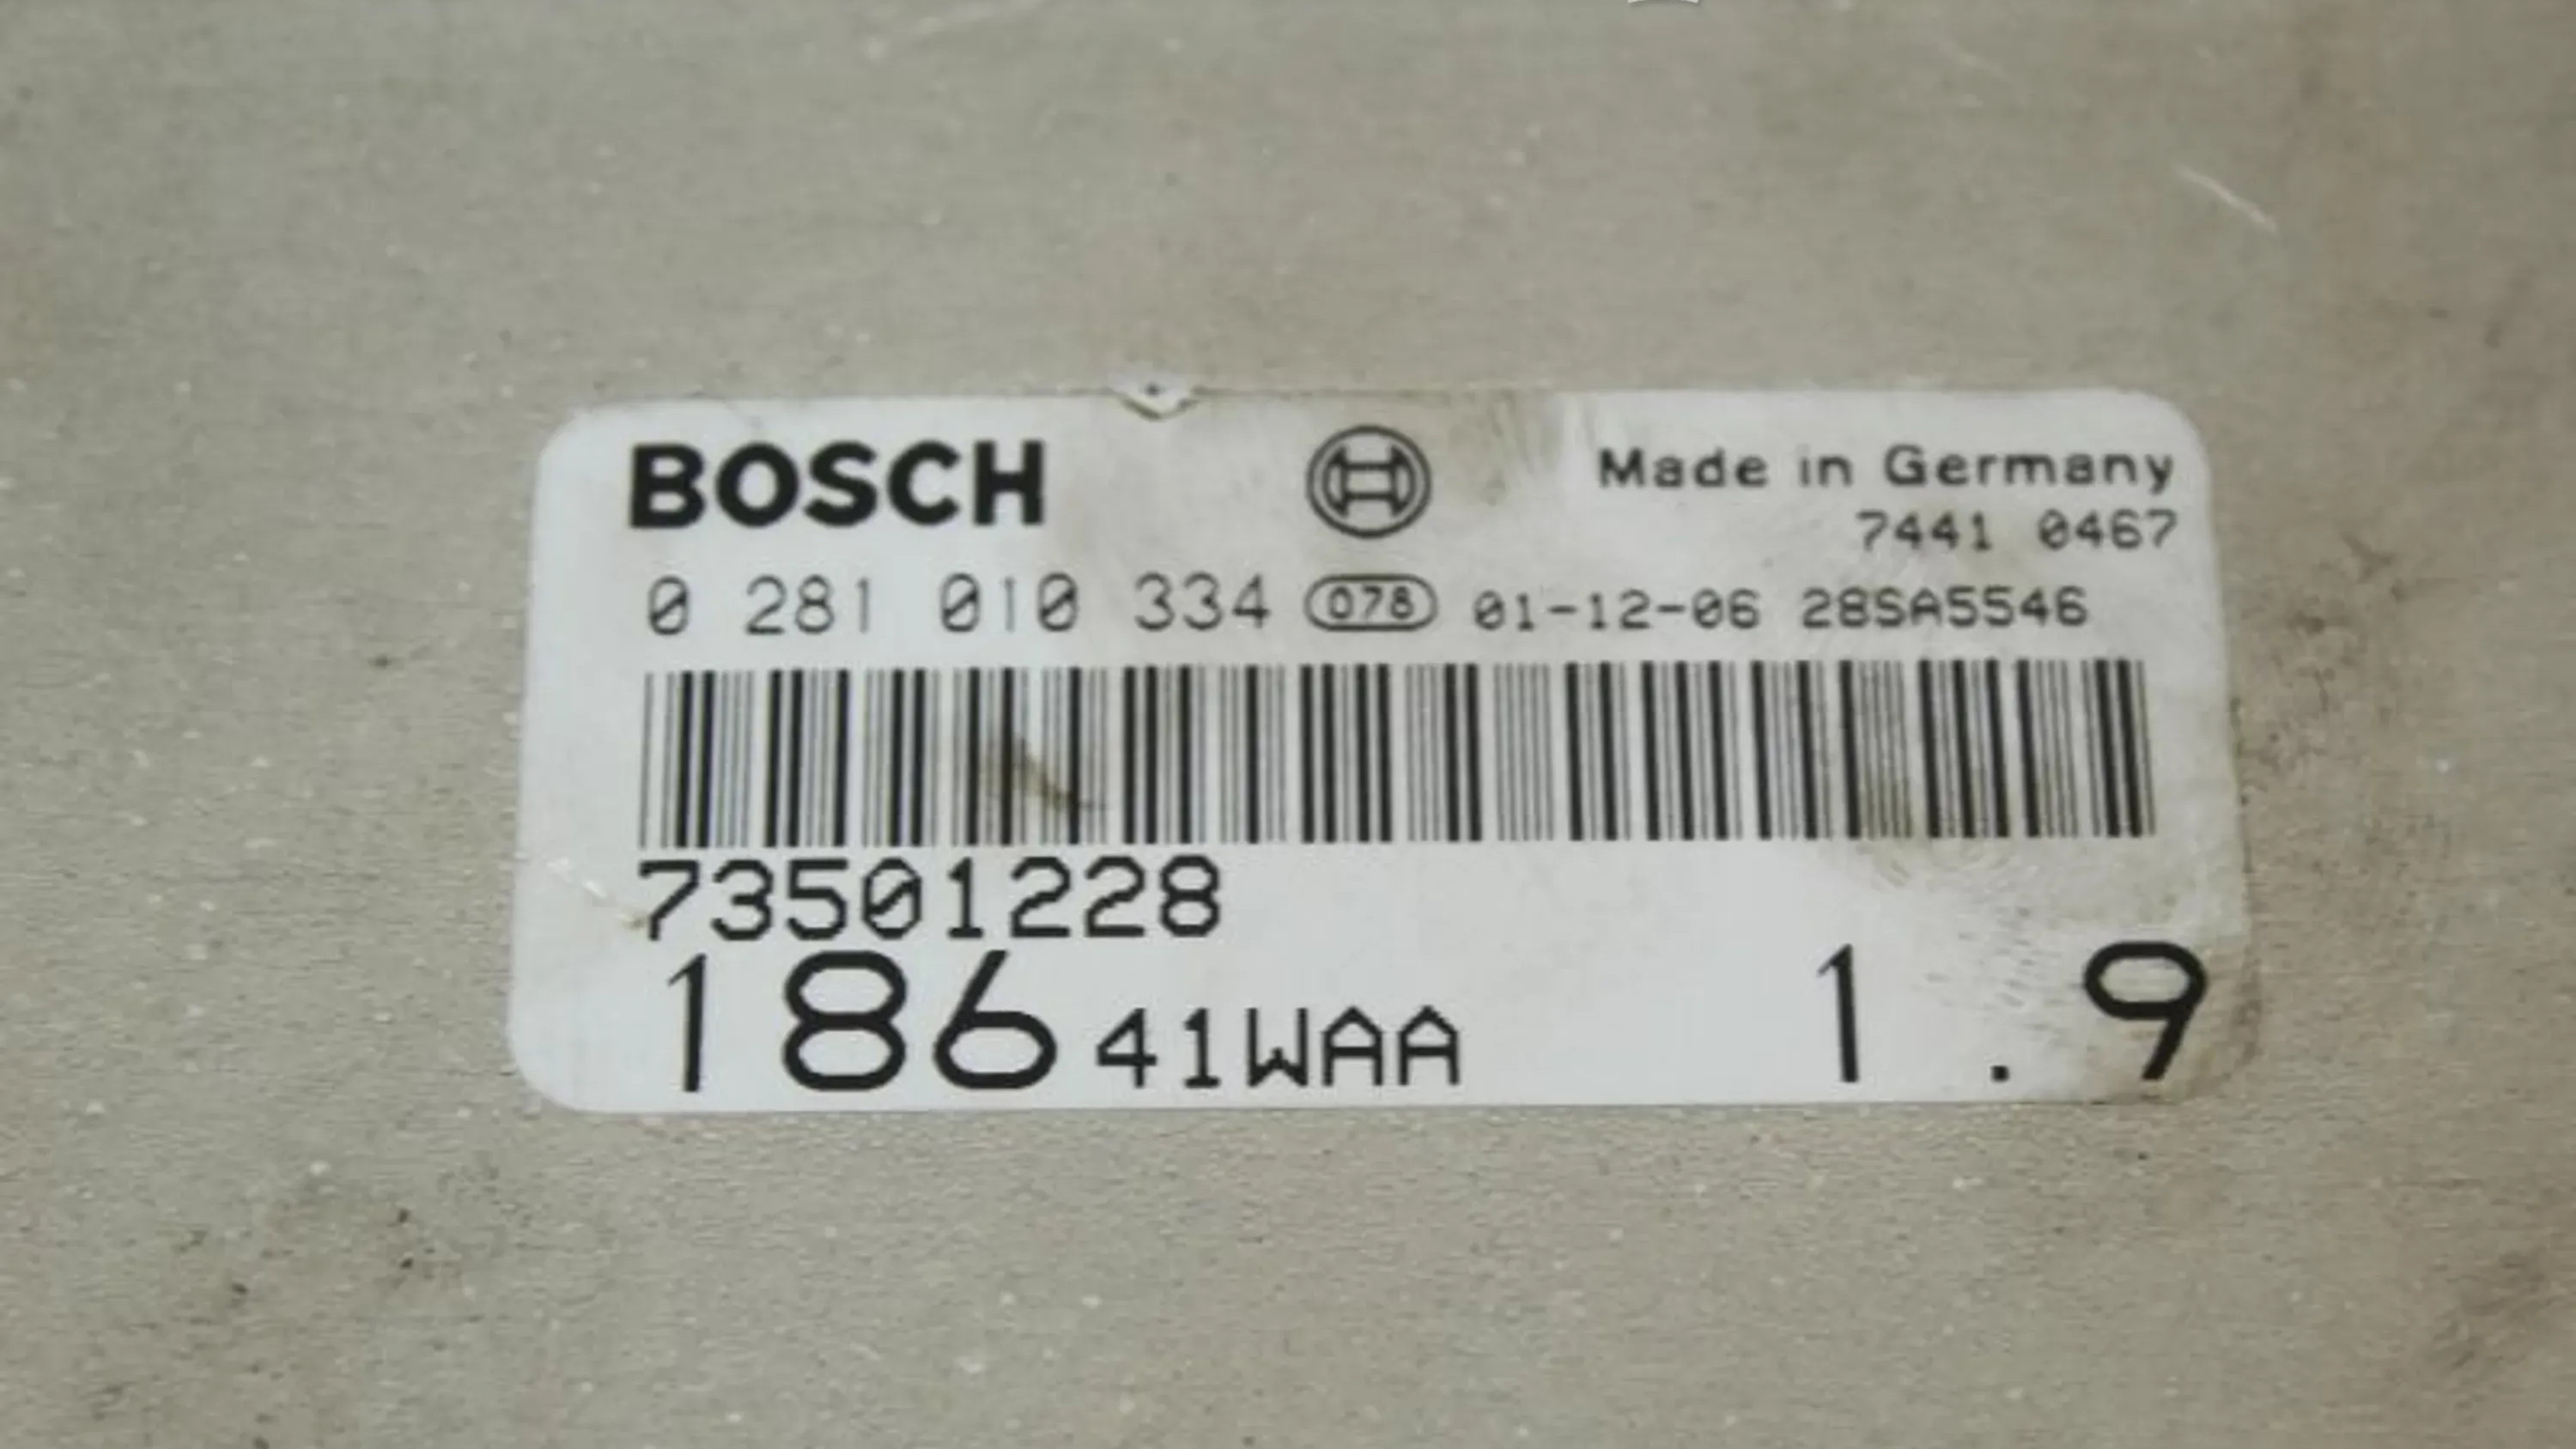 BOSCH Made in Germany
7441 0467
0 281 010 334 078 01-12-06 28SA5546
73501228
186 41WAA 1.9